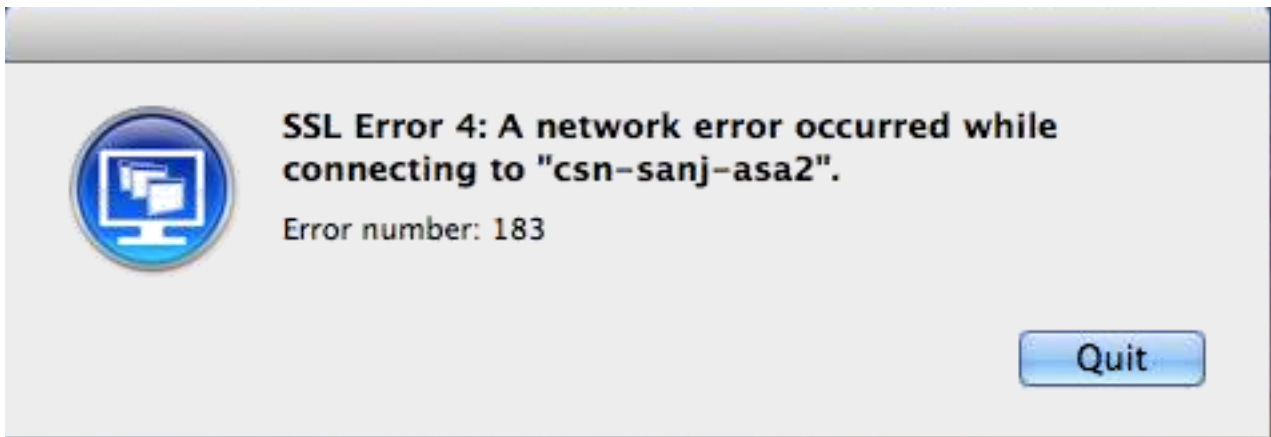 SSL Error 4: A network error occurred while
connecting to "csn-sanj-asa2".
Error number: 183
Quit